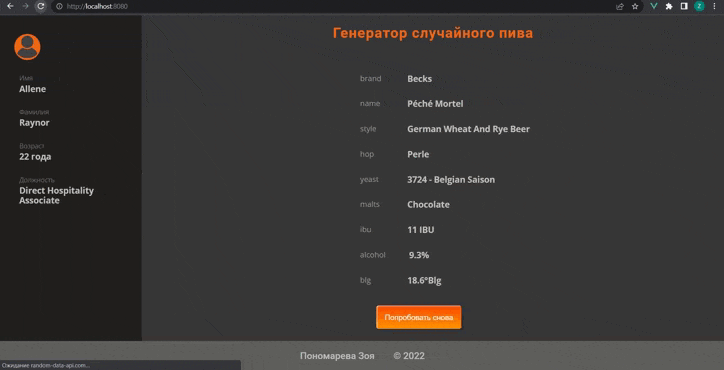 http://localhost:8080
Z
Генератор случайного пива
Имя
Allene
Фамилия
Raynor
Возраст
22 года
Должность
Direct Hospitality
Associate
brand Becks
name Péché Mortel
style German Wheat And Rye Beer
hop Perle
yeast 3724 - Belgian Saison
malts Chocolate
ibu 11 IBU
alcohol 9.3%
blg 18.6°Blg
Попробовать снова
Пономарева Зоя © 2022
Ожидание random-data-api.com...